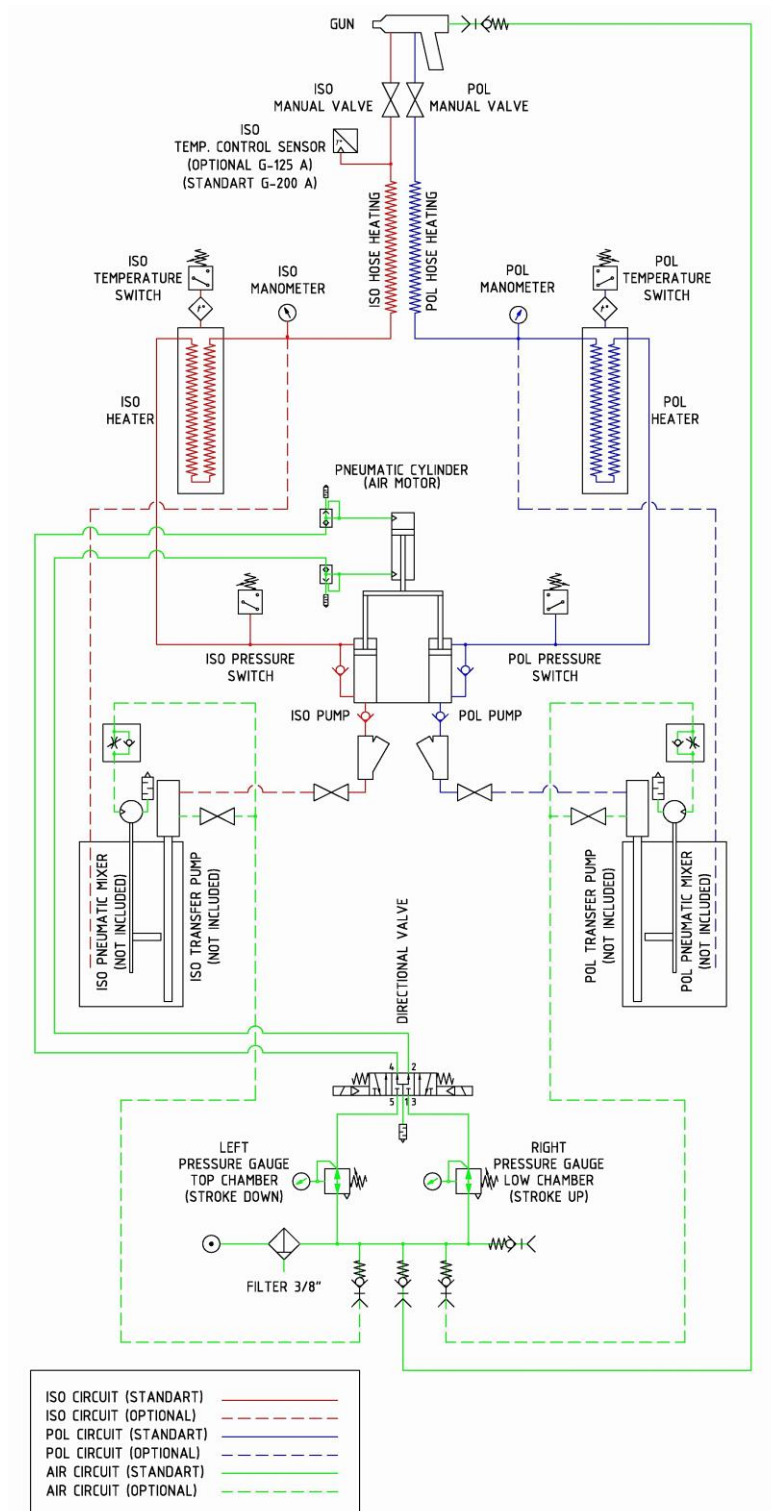 GUN
ISO
MANUAL VALVE
POL
MANUAL VALVE
ISO
TEMP. CONTROL SENSOR
(OPTIONAL G-125 A)
(STANDART G-200 A)
ISO HOSE HEATING
POL HOSE HEATING
ISO
TEMPERATURE
SWITCH
ISO
MANOMETER
POL
MANOMETER
POL
TEMPERATURE
SWITCH
ISO
HEATER
POL
HEATER
PNEUMATIC CYLINDER
(AIR MOTOR)
ISO PRESSURE
SWITCH
POL PRESSURE
SWITCH
ISO PUMP
POL PUMP
ISO PNEUMATIC MIXER
(NOT INCLUDED)
ISO TRANSFER PUMP
(NOT INCLUDED)
POL TRANSFER PUMP
(NOT INCLUDED)
POL PNEUMATIC MIXER
(NOT INCLUDED)
DIRECTIONAL VALVE
4 2
5 1 3
LEFT
PRESSURE GAUGE
TOP CHAMBER
(STROKE DOWN)
RIGHT
PRESSURE GAUGE
LOW CHAMBER
(STROKE UP)
FILTER 3/8"
ISO CIRCUIT (STANDART)
ISO CIRCUIT (OPTIONAL)
POL CIRCUIT (STANDART)
POL CIRCUIT (OPTIONAL)
AIR CIRCUIT (STANDART)
AIR CIRCUIT (OPTIONAL)